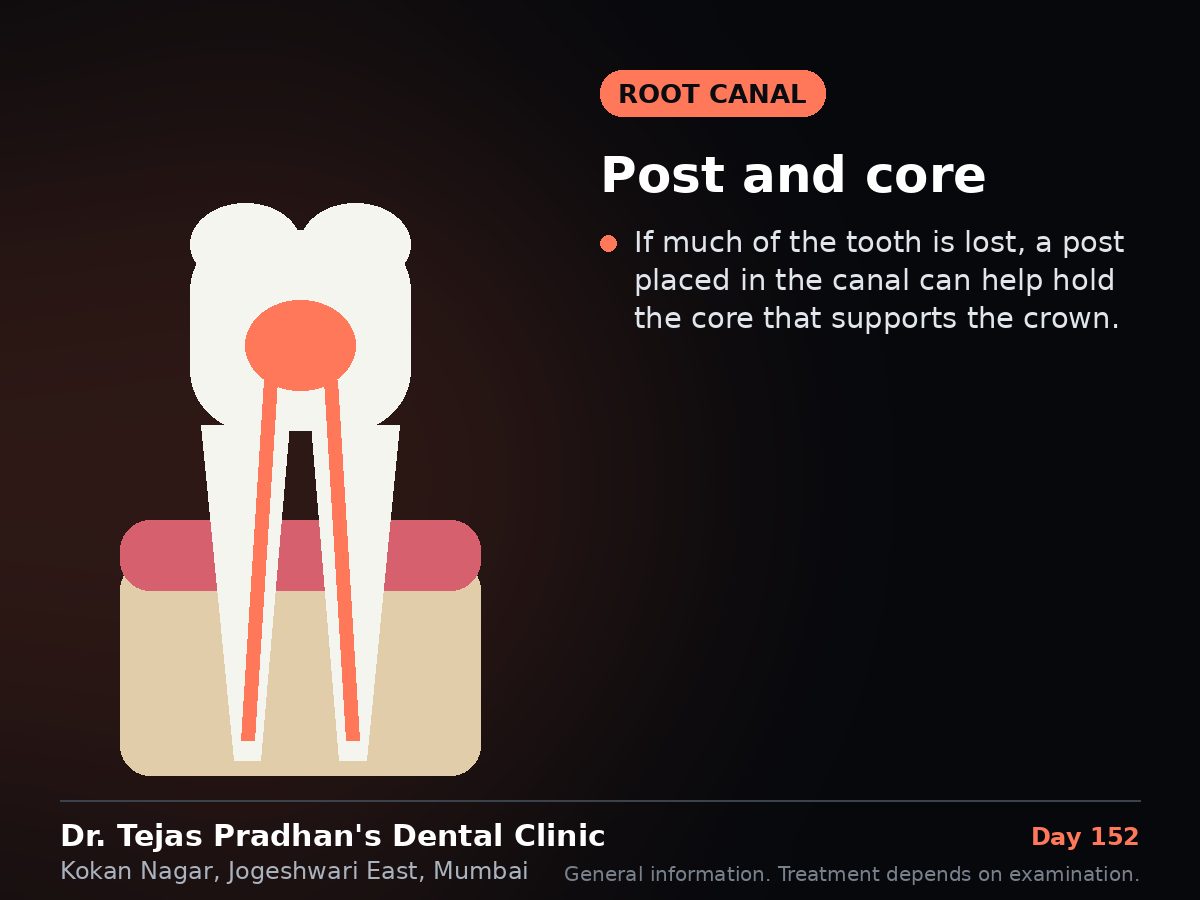 ROOT CANAL
Post and core
If much of the tooth is lost, a post
placed in the canal can help hold
the core that supports the crown.
Dr. Tejas Pradhan's Dental Clinic
Day 152
Kokan Nagar, Jogeshwari East, Mumbai
General information. Treatment depends on examination.